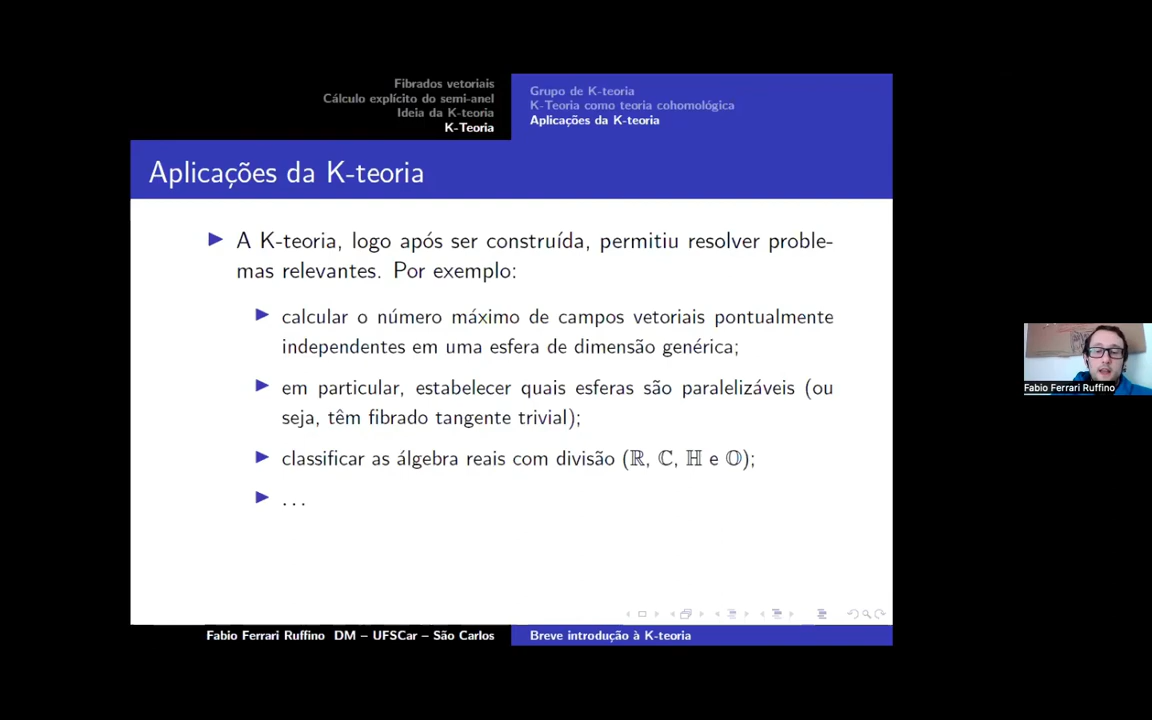 Fibrados vetoriais
Cálculo explícito do semi-anel
Ideia da K-teoria
K-Teoria
Grupo de K-teoria
K-Teoria como teoria cohomológica
Aplicações da K-teoria
Aplicações da K-teoria
A K-teoria, logo após ser construída, permitiu resolver proble-
mas relevantes. Por exemplo:
calcular o número máximo de campos vetoriais pontualmente
independentes em uma esfera de dimensão genérica;
em particular, estabelecer quais esferas são paralelizáveis (ou
seja, têm fibrado tangente trivial);
classificar as álgebra reais com divisão (ℝ, ℂ, ℍ e 𝕆);
...
Fabio Ferrari Ruffino
Fabio Ferrari Ruffino DM – UFSCar – São Carlos
Breve introdução à K-teoria